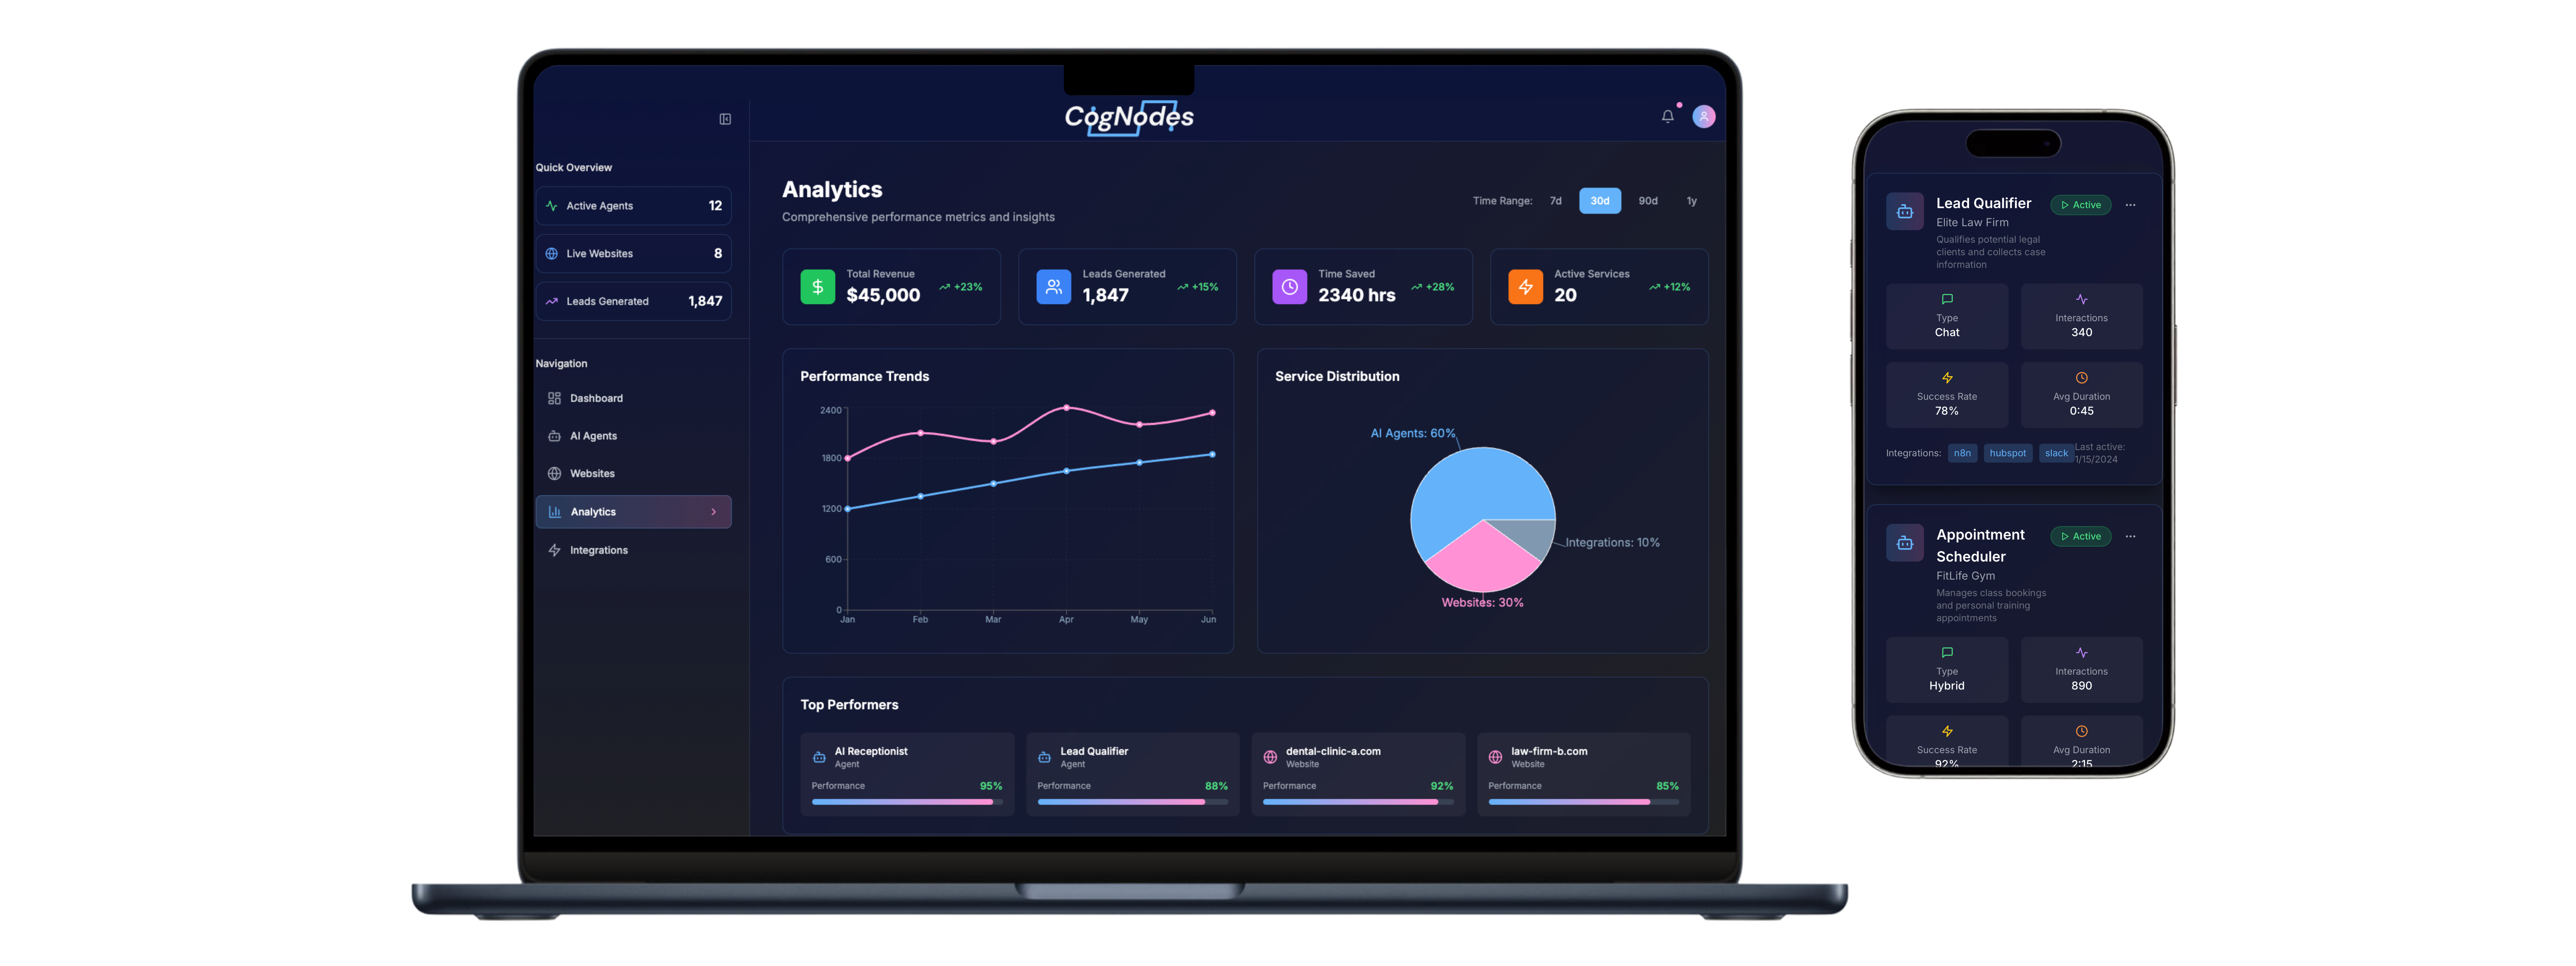 CogNodes
Quick Overview
Active Agents 12
Live Websites 8
Leads Generated 1,847
Navigation
Dashboard
AI Agents
Websites
Analytics
Integrations
Analytics
Comprehensive performance metrics and insights
Time Range: 7d 30d 90d 1y
Total Revenue
$45,000
+23%
Leads Generated
1,847
+15%
Time Saved
2340 hrs
+28%
Active Services
20
+12%
Performance Trends
2400
1800
1200
600
0
Jan Feb Mar Apr May Jun
Service Distribution
AI Agents: 60%
Integrations: 10%
Websites: 30%
Top Performers
AI Receptionist
Agent
Performance 95%
Lead Qualifier
Agent
Performance 88%
dental-clinic-a.com
Website
Performance 92%
law-firm-b.com
Website
Performance 85%
Lead Qualifier
Active
Elite Law Firm
Qualifies potential legal
clients and collects case
information
Type
Chat
Interactions
340
Success Rate
78%
Avg Duration
0:45
Integrations: n8n hubspot slack
Last active:
1/15/2024
Appointment
Scheduler
Active
FitLife Gym
Manages class bookings
and personal training
appointments
Type
Hybrid
Interactions
890
Success Rate
92%
Avg Duration
2:15